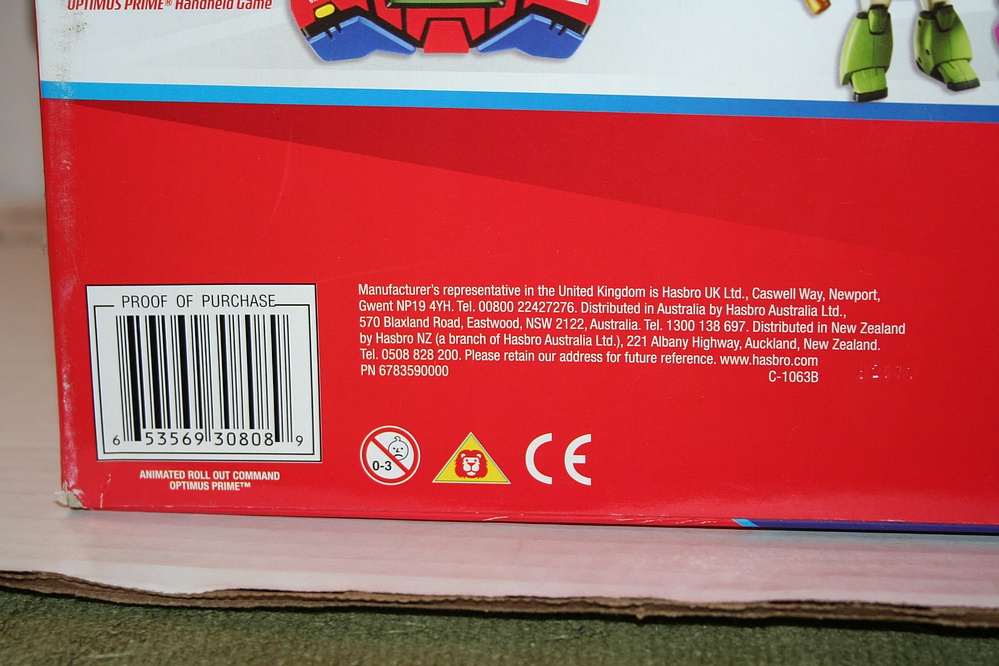 OPTIMUS PRIME® Handheld Game
PROOF OF PURCHASE
6 53569 30808 9
ANIMATED ROLL OUT COMMAND
OPTIMUS PRIME™
Manufacturer's representative in the United Kingdom is Hasbro UK Ltd., Caswell Way, Newport,
Gwent NP19 4YH. Tel. 00800 22427276. Distributed in Australia by Hasbro Australia Ltd.,
570 Blaxland Road, Eastwood, NSW 2122, Australia. Tel. 1300 138 697. Distributed in New Zealand
by Hasbro NZ (a branch of Hasbro Australia Ltd.), 221 Albany Highway, Auckland, New Zealand.
Tel. 0508 828 200. Please retain our address for future reference. www.hasbro.com
PN 6783590000
C-1063B
0-3
CE